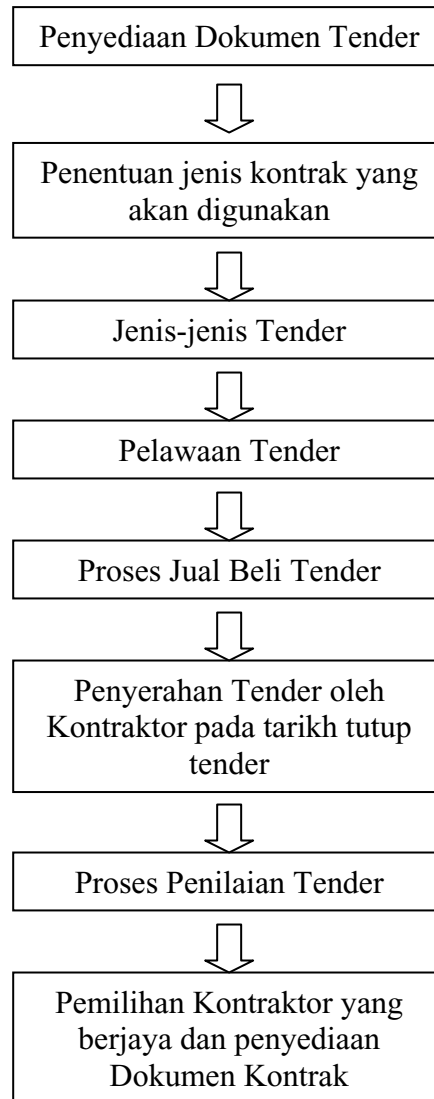 Penyediaan Dokumen Tender
Penentuan jenis kontrak yang
akan digunakan
Jenis-jenis Tender
Pelawaan Tender
Proses Jual Beli Tender
Penyerahan Tender oleh
Kontraktor pada tarikh tutup
tender
Proses Penilaian Tender
Pemilihan Kontraktor yang
berjaya dan penyediaan
Dokumen Kontrak